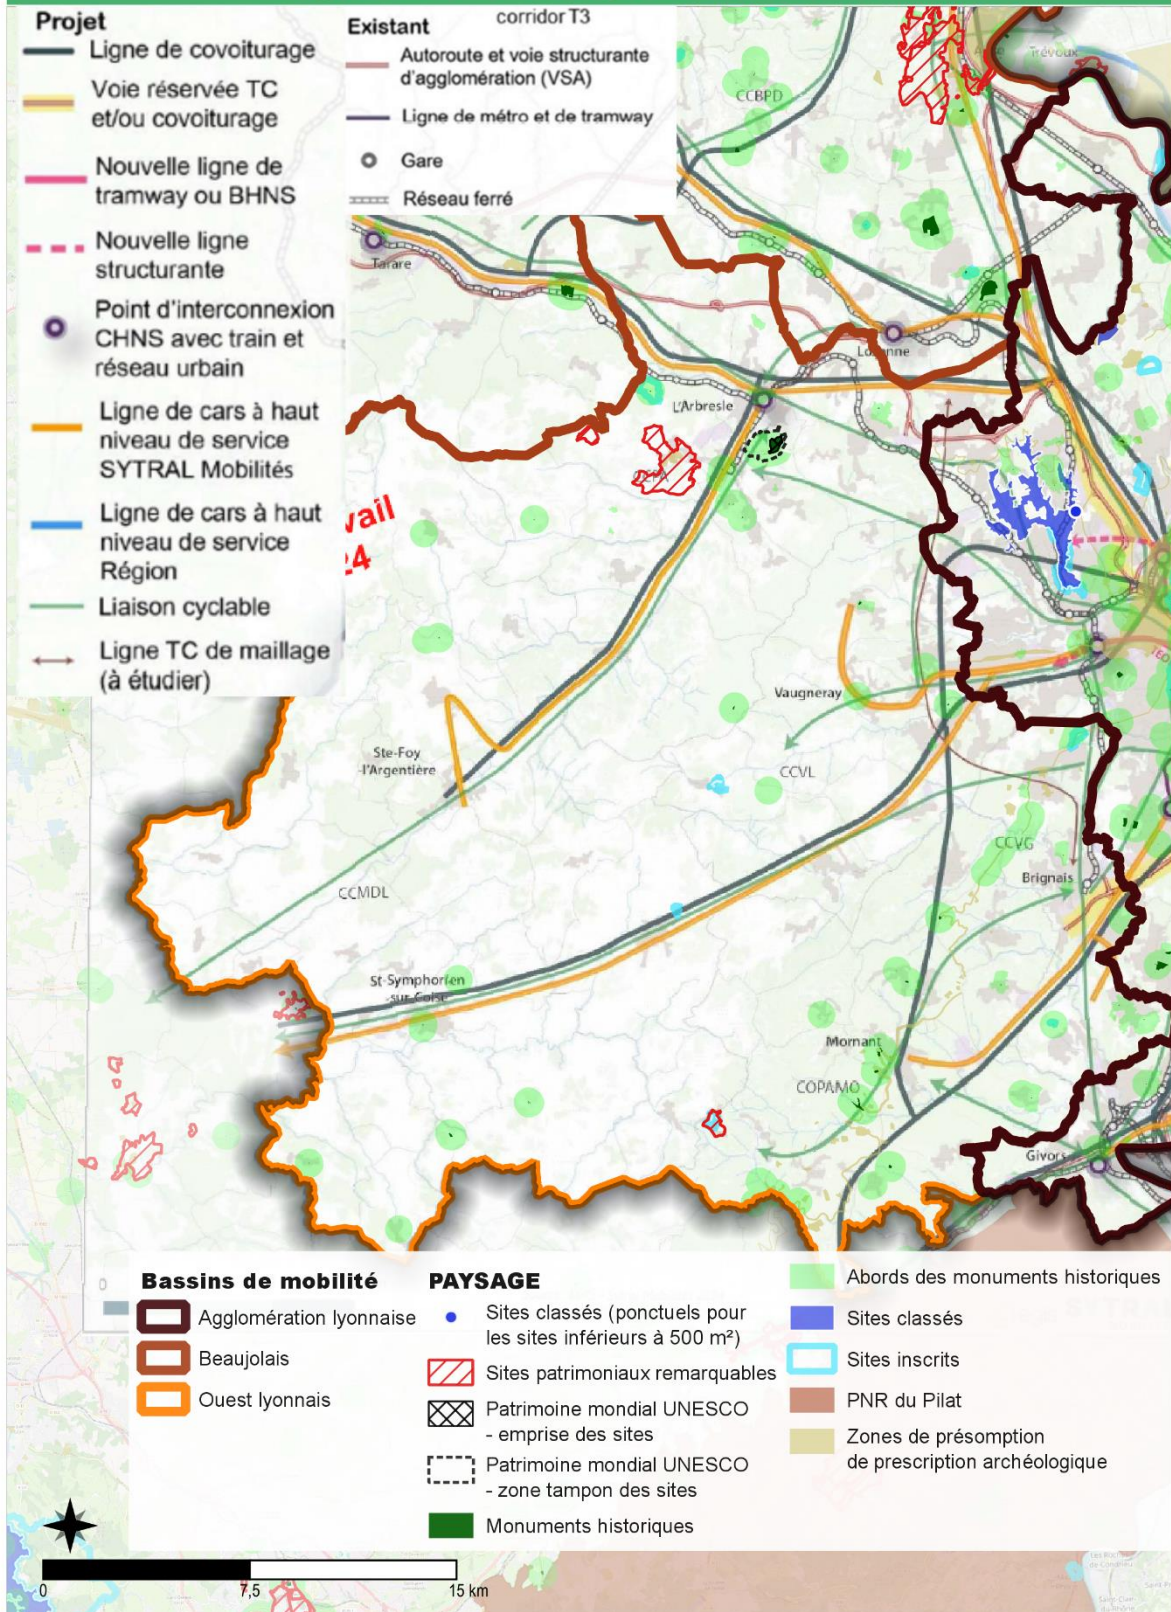 Projet
Ligne de covoiturage
Voie réservée TC
et/ou covoiturage
Nouvelle ligne de
tramway ou BHNS
Nouvelle ligne
structurante
Point d'interconnexion
CHNS avec train et
réseau urbain
Ligne de cars à haut
niveau de service
SYTRAL Mobilités
Ligne de cars à haut
niveau de service
Région
Liaison cyclable
Ligne TC de maillage
(à étudier)
corridor T3
Existant
Autoroute et voie structurante
d'agglomération (VSA)
Ligne de métro et de tramway
Gare
Réseau ferré
Trévoux
CCBPD
Tarare
L'Arbresle
vail
24
Vaugneray
CCVL
Ste-Foy
-l'Argentière
CCMDL
CCVG
Brignais
St-Symphorien
-sur-Coise
Mornant
COPAMO
Givors
Bassins de mobilité
Agglomération lyonnaise
Beaujolais
Ouest lyonnais
PAYSAGE
Sites classés (ponctuels pour
les sites inférieurs à 500 m²)
Sites patrimoniaux remarquables
Patrimoine mondial UNESCO
- emprise des sites
Patrimoine mondial UNESCO
- zone tampon des sites
Monuments historiques
Abords des monuments historiques
Sites classés
Sites inscrits
PNR du Pilat
Zones de présomption
de prescription archéologique
0
7,5
15 km